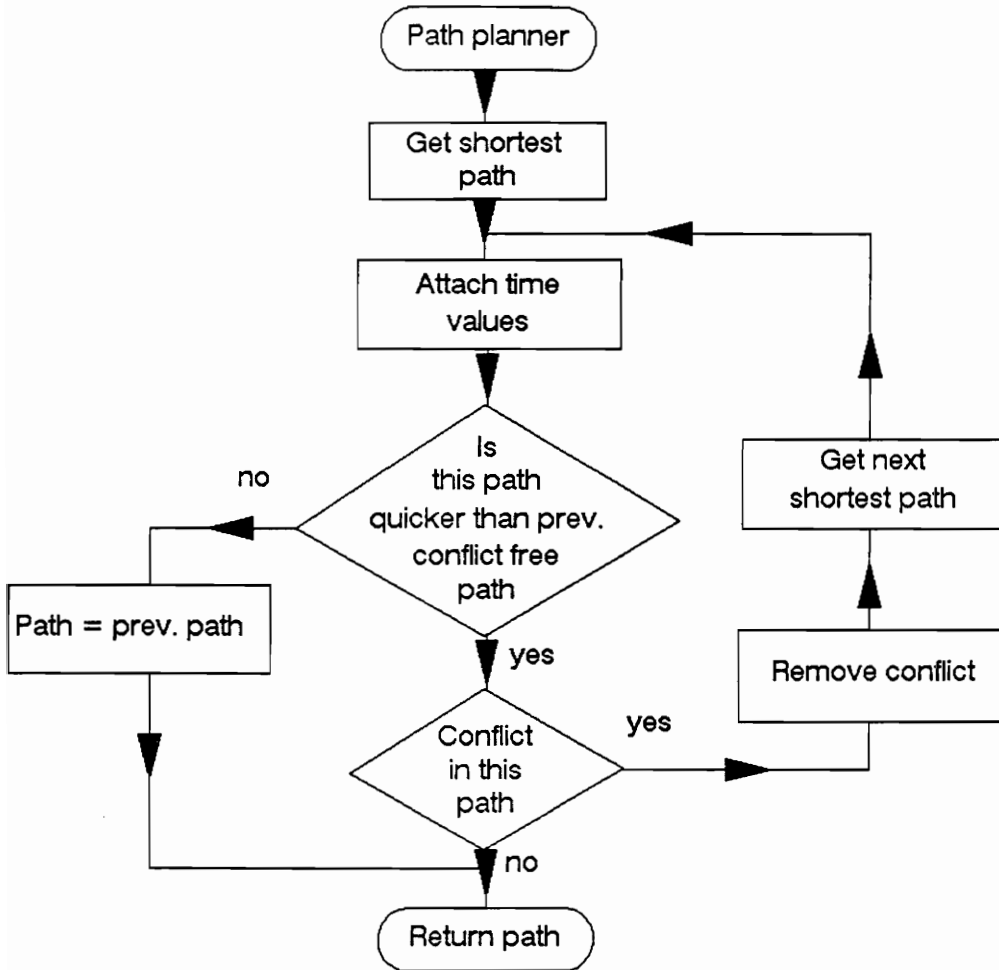 Path planner
Get shortest
path
Attach time
values
Is
this path
quicker than prev.
conflict free
path
no
Path = prev. path
yes
Conflict
in this
path
yes
Remove conflict
Get next
shortest path
no
Return path